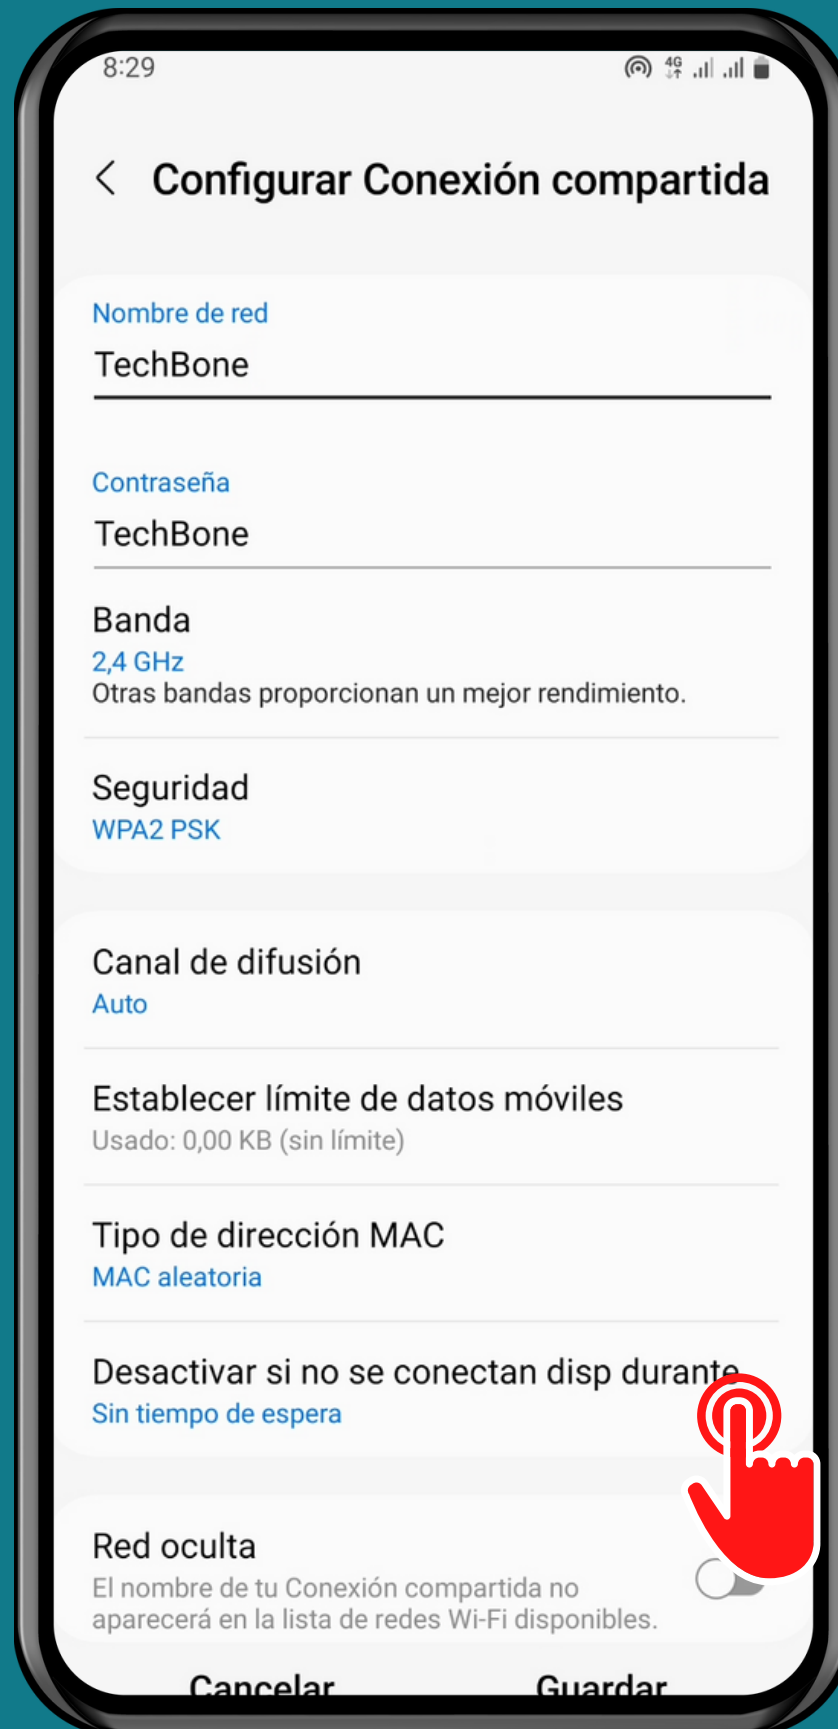 8:29
4G
Configurar Conexión compartida
Nombre de red
TechBone
Contraseña
TechBone
Banda
2,4 GHz
Otras bandas proporcionan un mejor rendimiento.
Seguridad
WPA2 PSK
Canal de difusión
Auto
Establecer límite de datos móviles
Usado: 0,00 KB (sin límite)
Tipo de dirección MAC
MAC aleatoria
Desactivar si no se conectan disp durante
Sin tiempo de espera
Red oculta
El nombre de tu Conexión compartida no
aparecerá en la lista de redes Wi-Fi disponibles.
Cancelar Guardar